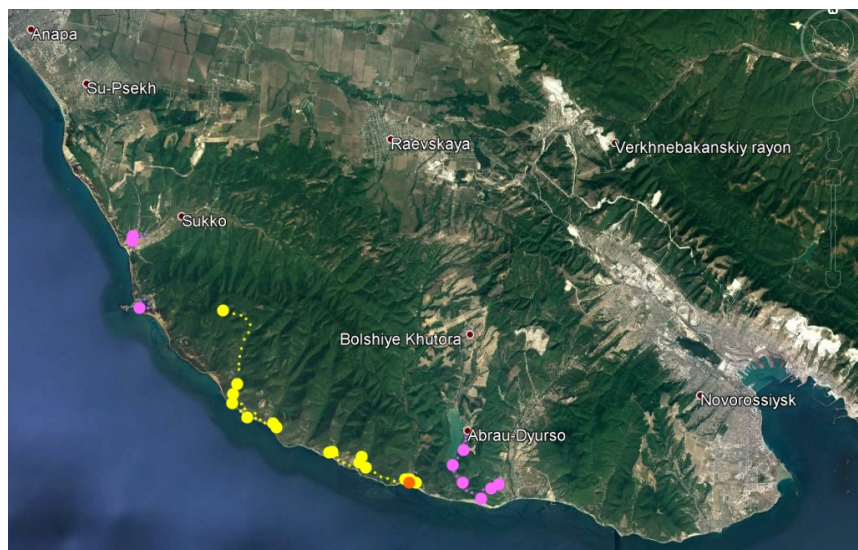 Anapa
Su-Psekh
Raevskaya
Verkhnebakanskiy rayon
Sukko
Bolshiye Khutora
Novorossiysk
Abrau-Dyurso